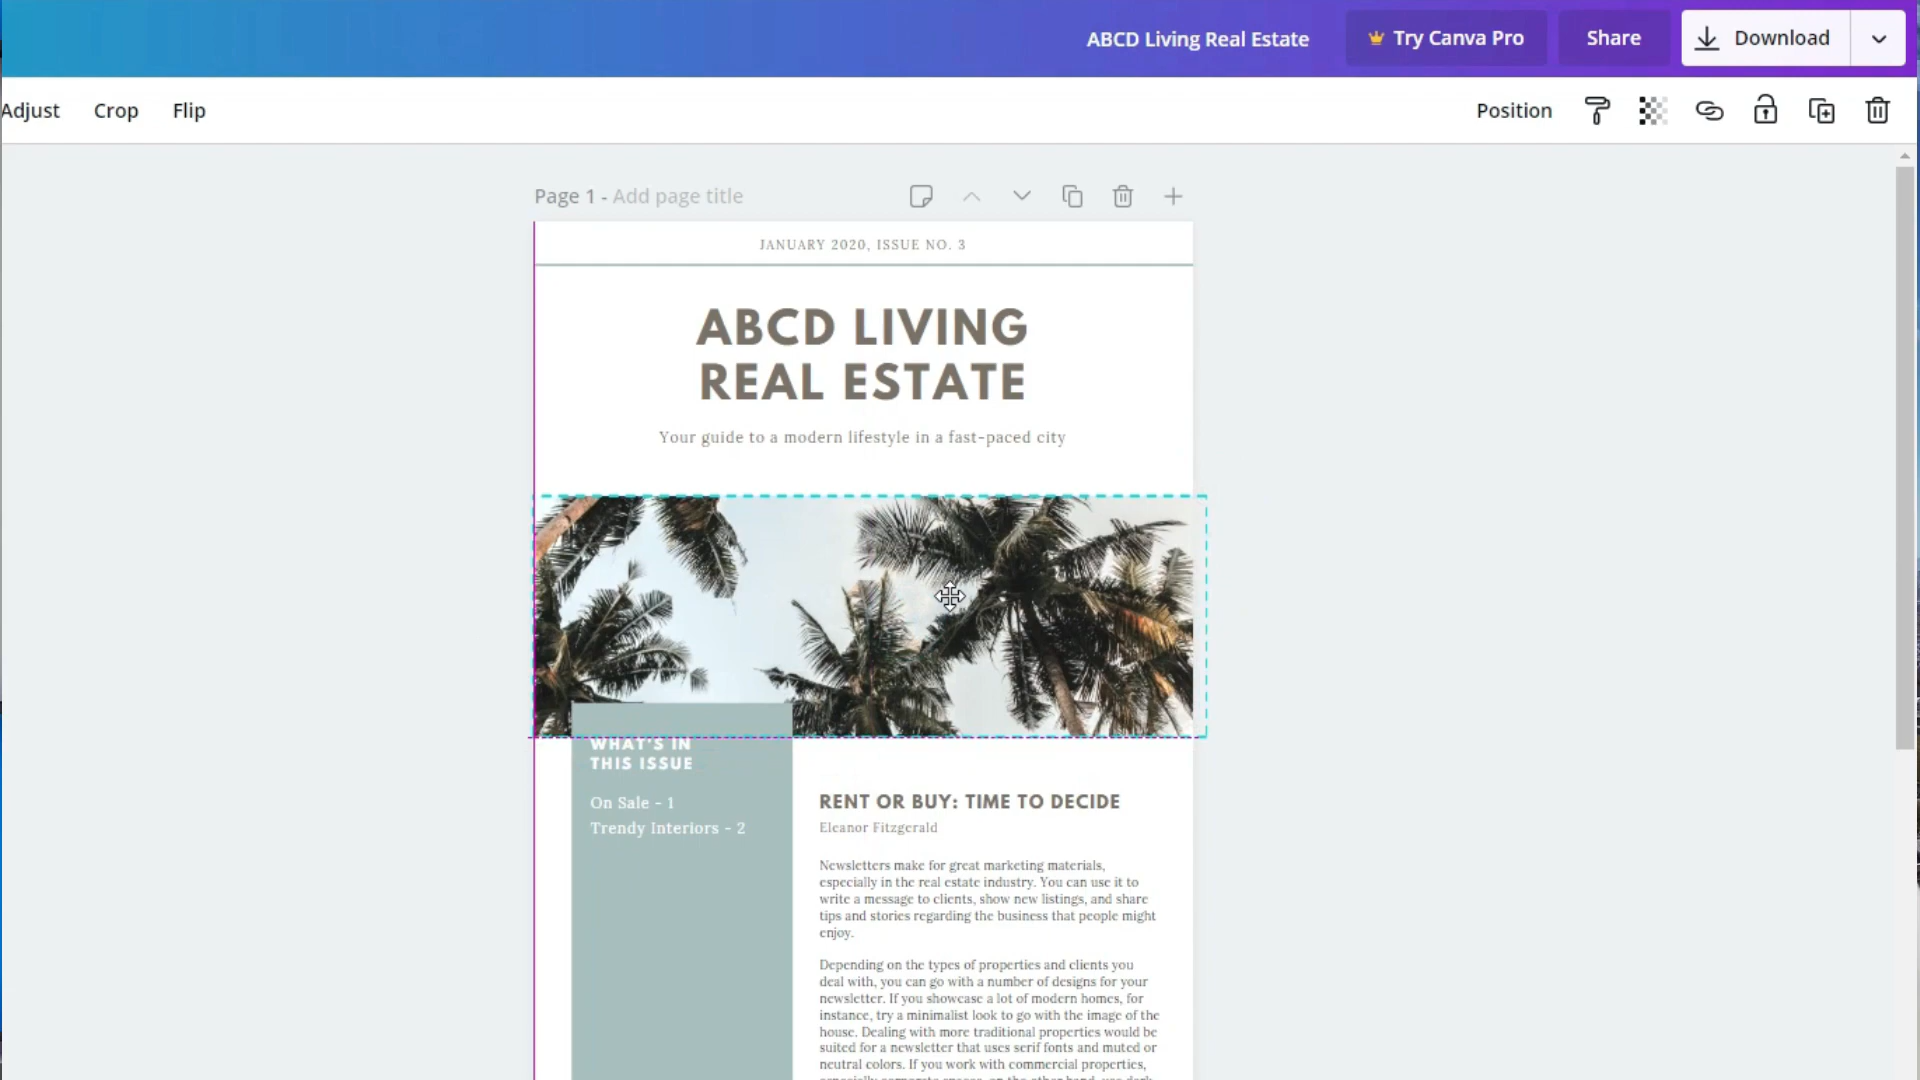 ABCD Living Real Estate
Try Canva Pro
Share
Download
Adjust
Crop
Flip
Position
Page 1 - Add page title
JANUARY 2020, ISSUE NO. 3
ABCD LIVING
REAL ESTATE
Your guide to a modern lifestyle in a fast-paced city
WHAT'S IN
THIS ISSUE
On Sale - 1
Trendy Interiors - 2
RENT OR BUY: TIME TO DECIDE
Eleanor Fitzgerald
Newsletters make for great marketing materials,
especially in the real estate industry. You can use it to
write a message to clients, show new listings, and share
tips and stories regarding the business that people might
enjoy.
Depending on the types of properties and clients you
deal with, you can go with a number of designs for your
newsletter. If you showcase a lot of modern homes, for
instance, try a minimalist look to go with the image of the
house. Dealing with more traditional properties would be
suited for a newsletter that uses serif fonts and muted or
neutral colors. If you work with commercial properties,